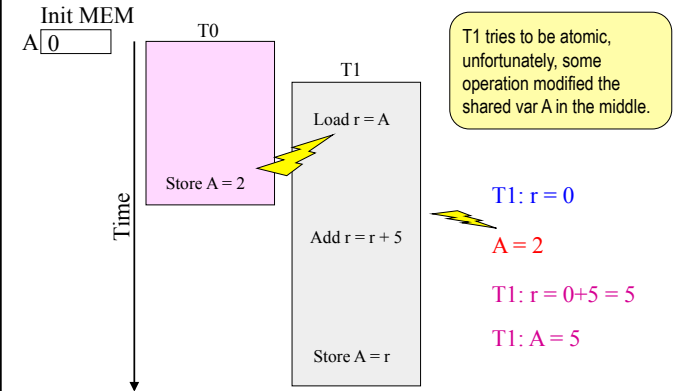 Init MEM
A 0
T0
T1
T1 tries to be atomic,
unfortunately, some
operation modified the
shared var A in the middle.
Load r = A
Store A = 2
Time
Add r = r + 5
Store A = r
T1: r = 0
A = 2
T1: r = 0+5 = 5
T1: A = 5